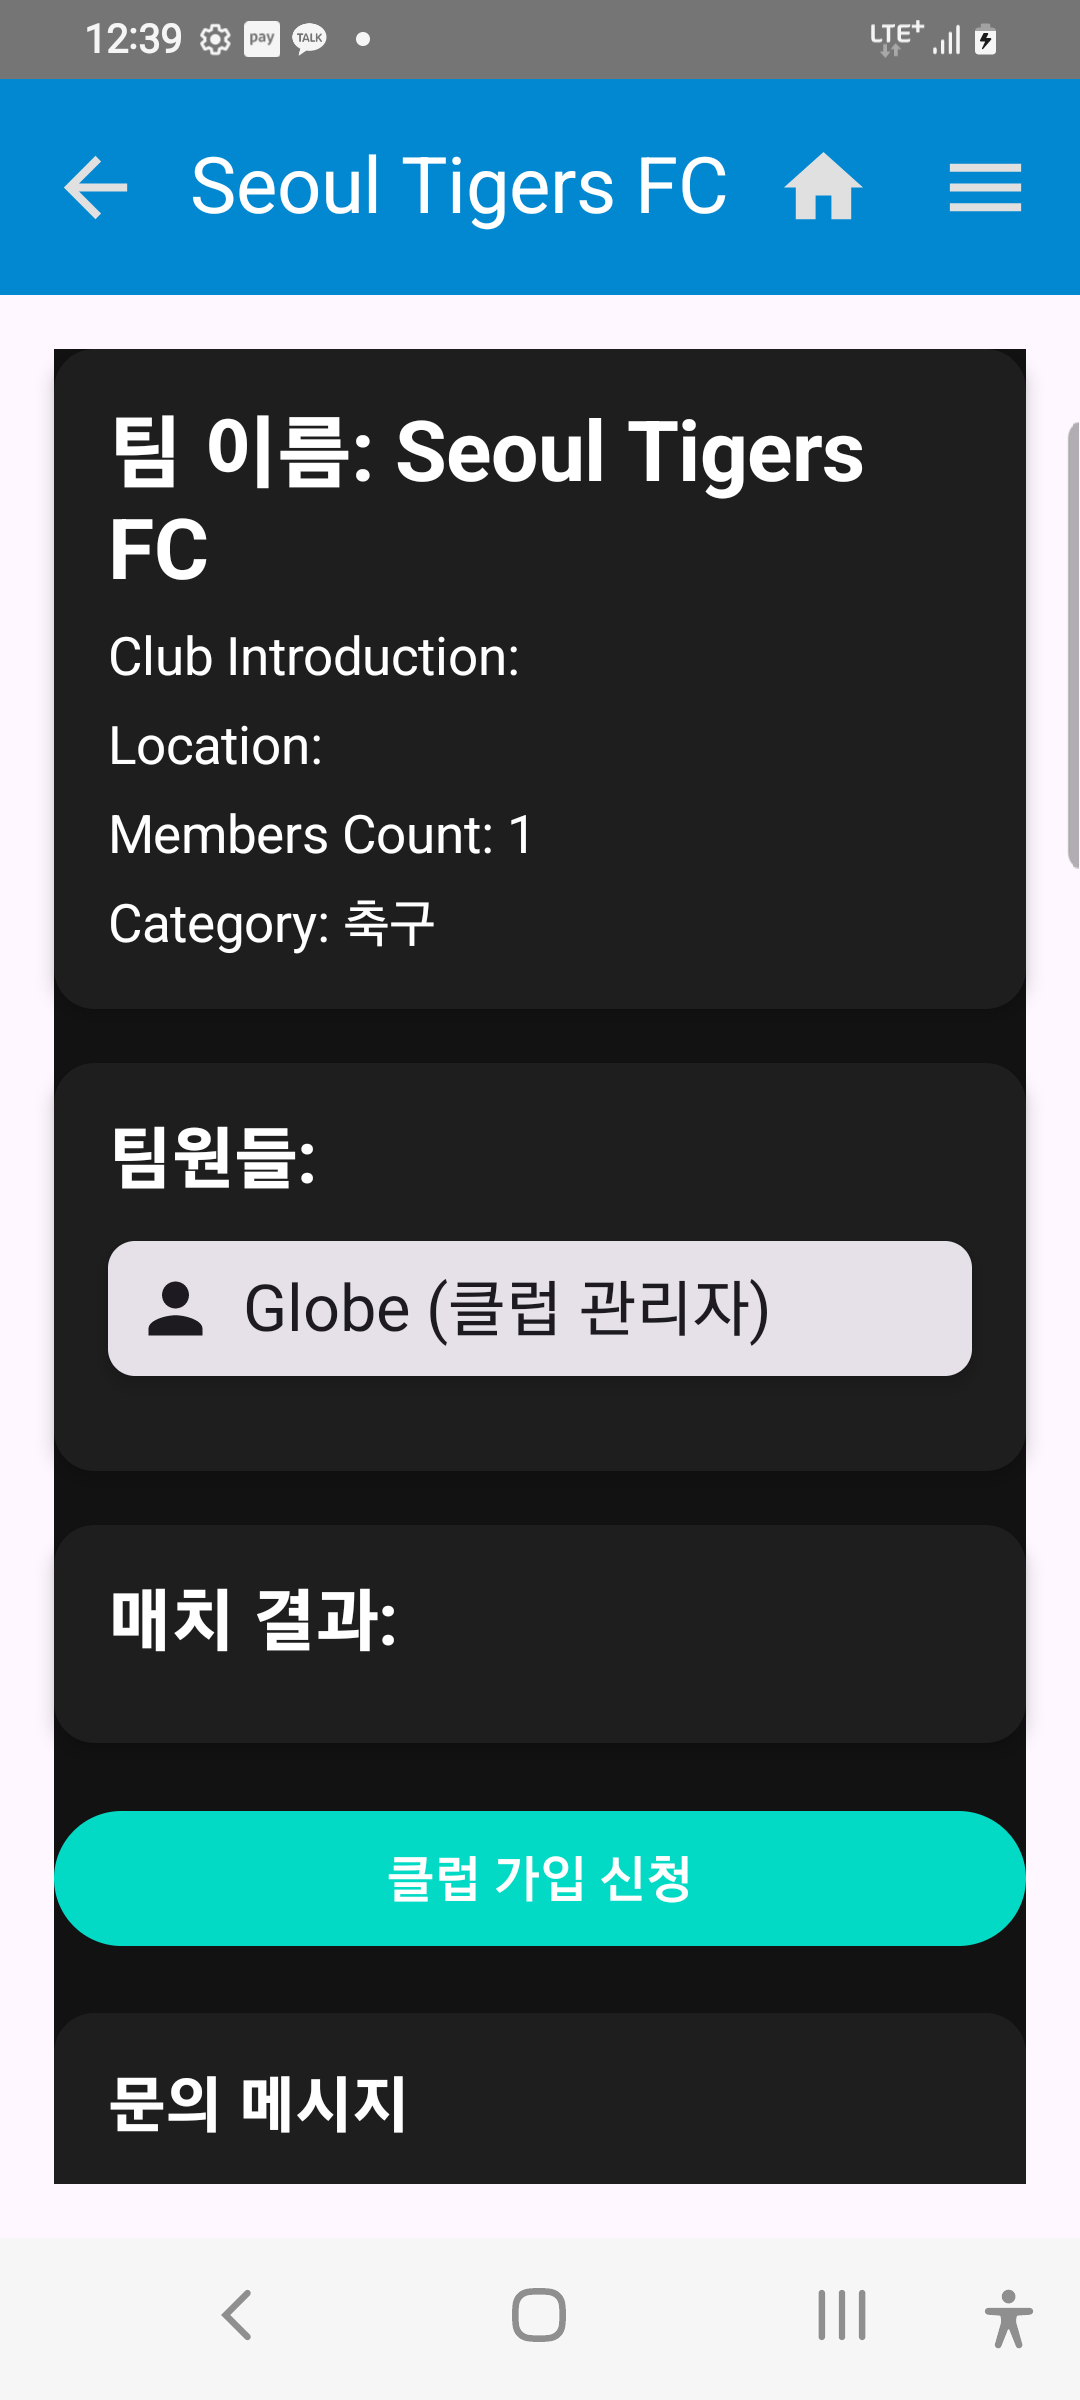 12:39 pay TALK LTE+
Seoul Tigers FC
팀 이름: Seoul Tigers
FC
Club Introduction:
Location:
Members Count: 1
Category: 축구
팀원들:
Globe (클럽 관리자)
매치 결과:
클럽 가입 신청
문의 메시지